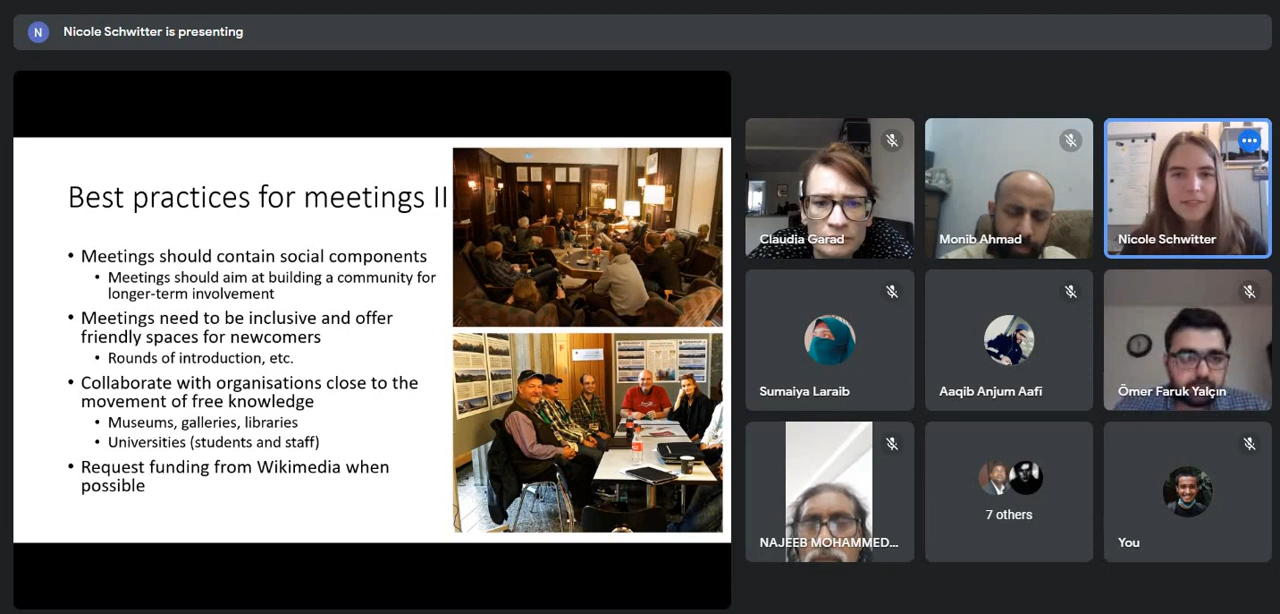 N
Nicole Schwitter is presenting
Best practices for meetings II
• Meetings should contain social components
• Meetings should aim at building a community for
longer-term involvement
• Meetings need to be inclusive and offer
friendly spaces for newcomers
• Rounds of introduction, etc.
• Collaborate with organisations close to the
movement of free knowledge
• Museums, galleries, libraries
• Universities (students and staff)
• Request funding from Wikimedia when
possible
Claudia Garad
Monib Ahmad
Nicole Schwitter
Sumaiya Laraib
Aaqib Anjum Aafi
Ömer Faruk Yalçın
NAJEEB MOHAMMED...
7 others
You